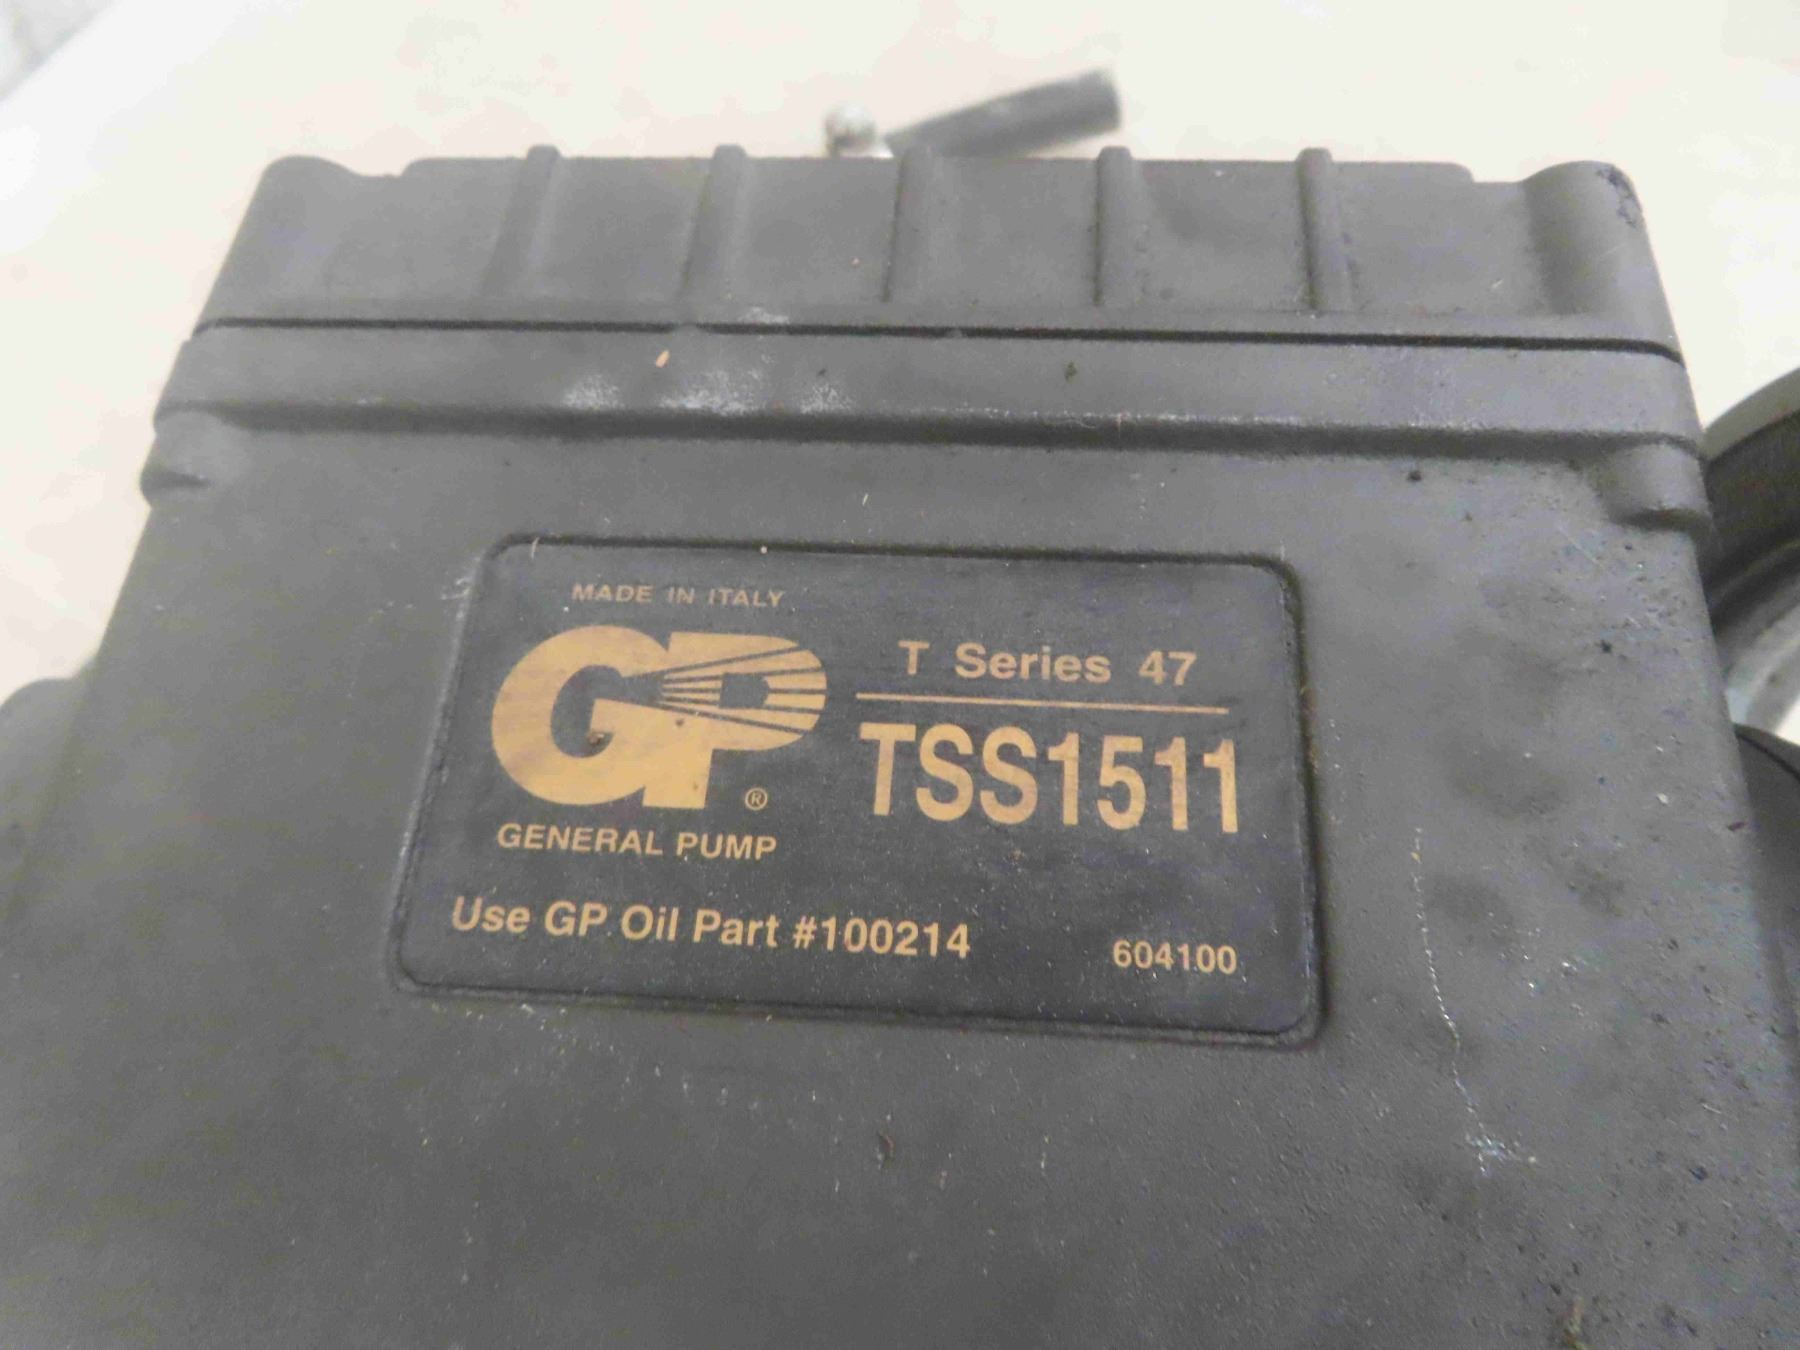 MADE IN ITALY
GP®
GENERAL PUMP
T Series 47
TSS1511
Use GP Oil Part #100214
604100